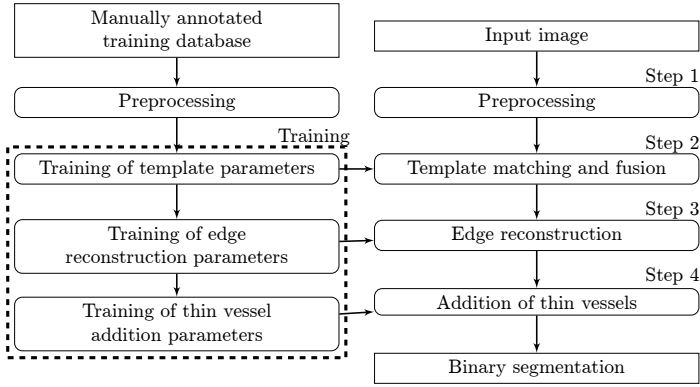 Manually annotated
training database
Preprocessing
Training
Training of template parameters
Training of edge
reconstruction parameters
Training of thin vessel
addition parameters
Input image
Step 1
Preprocessing
Step 2
Template matching and fusion
Step 3
Edge reconstruction
Step 4
Addition of thin vessels
Binary segmentation